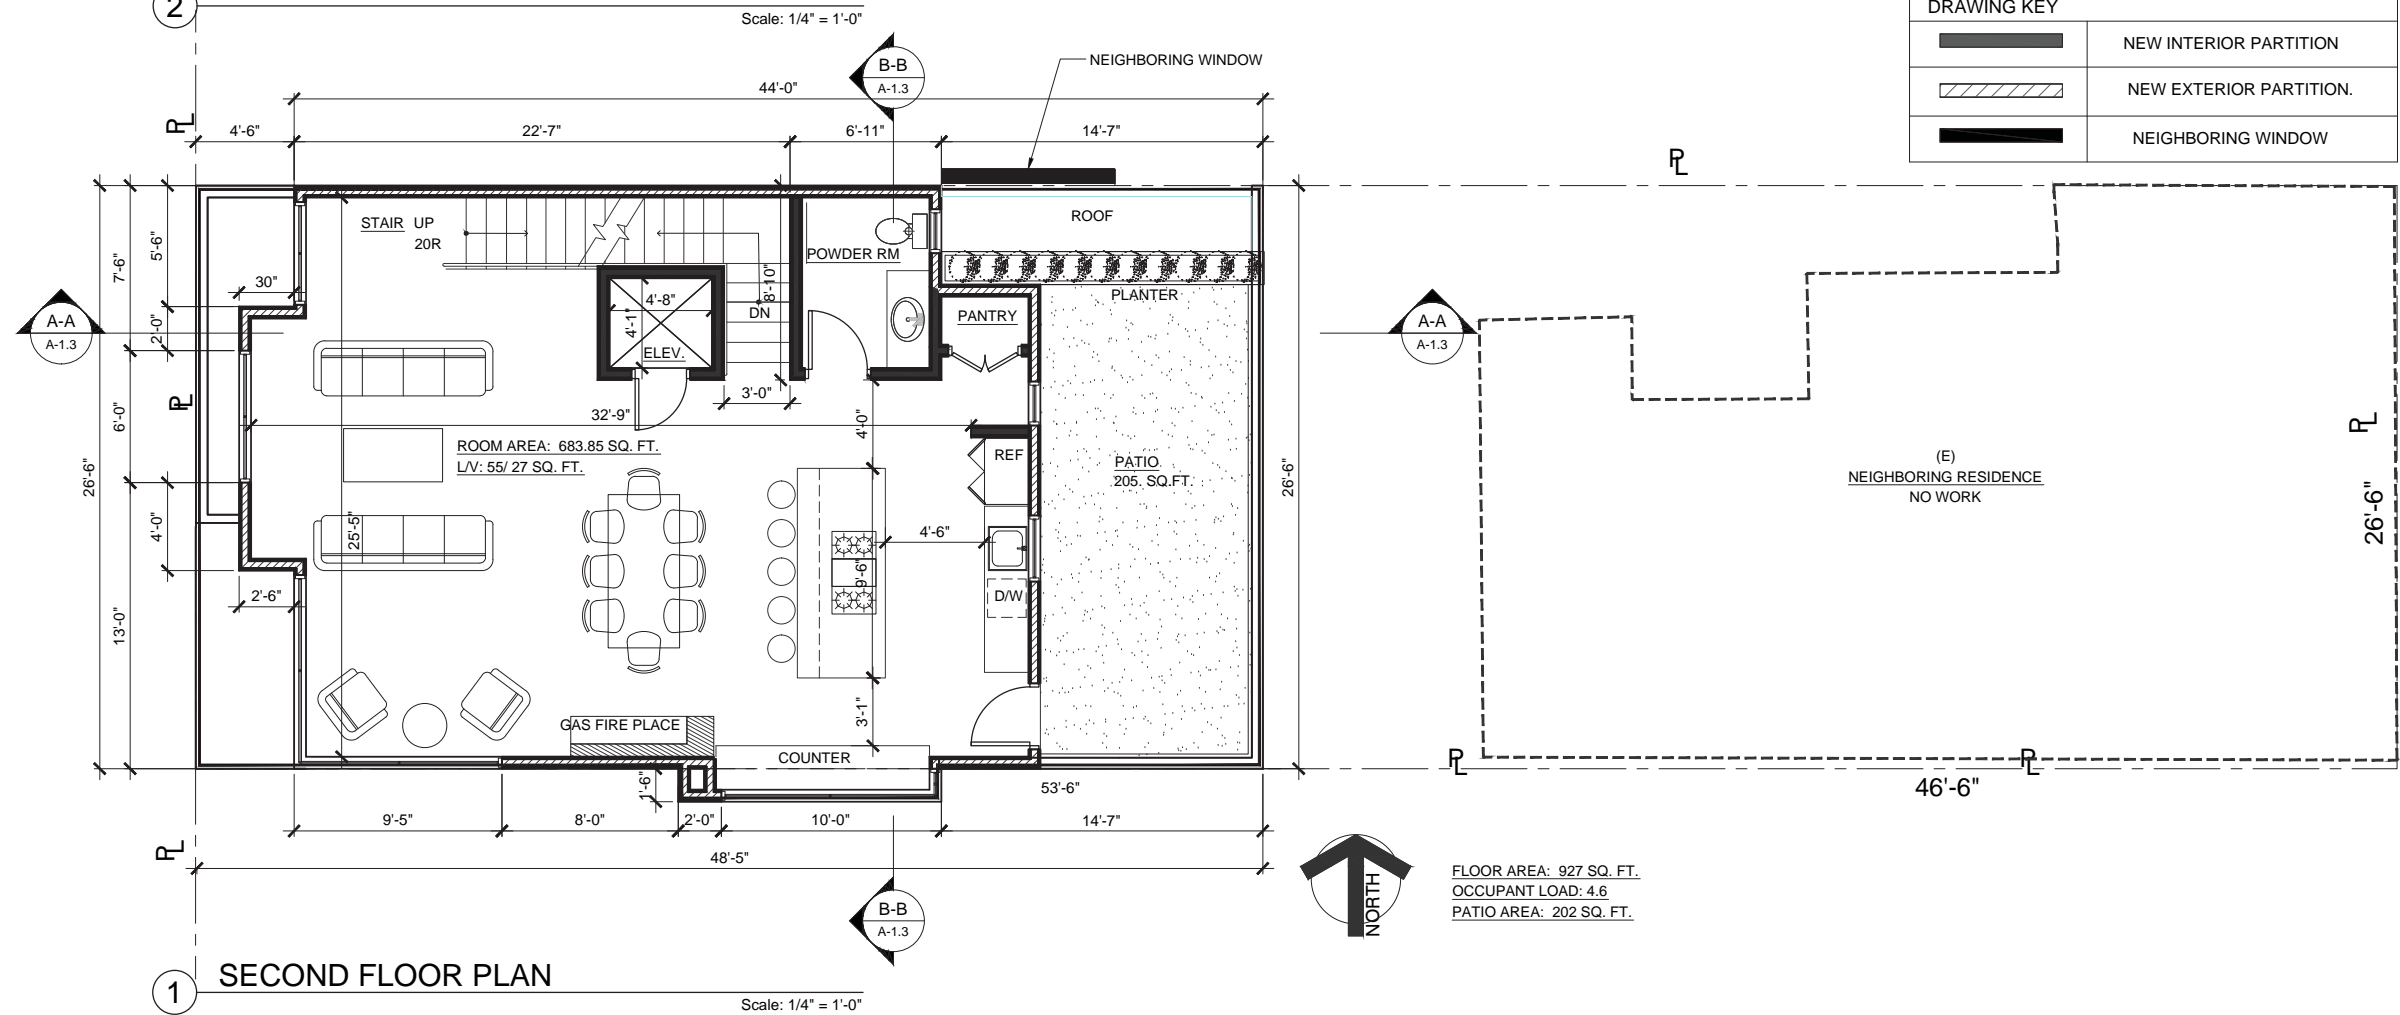 2
Scale: 1/4" = 1'-0"
DRAWING KEY
NEW INTERIOR PARTITION
NEW EXTERIOR PARTITION.
NEIGHBORING WINDOW
B-B
A-1.3
NEIGHBORING WINDOW
44'-0"
PL
4'-6"
22'-7"
6'-11"
14'-7"
PL
STAIR UP
20R
POWDER RM
ROOF
PLANTER
7'-6"
5'-6"
30"
2'-0"
A-A
A-1.3
4'-8"
4'-1"
ELEV.
8'-10"
DN
PANTRY
A-A
A-1.3
PL
6'-0"
26'-6"
3'-0"
32'-9"
4'-0"
ROOM AREA: 683.85 SQ. FT.
L/V: 55/ 27 SQ. FT.
REF
PATIO
205. SQ.FT.
26'-6"
(E)
NEIGHBORING RESIDENCE
NO WORK
PL
26'-6"
4'-0"
25'-5"
4'-6"
9'-6"
2'-6"
D/W
13'-0"
3'-1"
GAS FIRE PLACE
COUNTER
1'-6"
53'-6"
PL
PL
46'-6"
9'-5"
8'-0"
2'-0"
10'-0"
14'-7"
PL
48'-5"
B-B
A-1.3
NORTH
FLOOR AREA: 927 SQ. FT.
OCCUPANT LOAD: 4.6
PATIO AREA: 202 SQ. FT.
1
SECOND FLOOR PLAN
Scale: 1/4" = 1'-0"